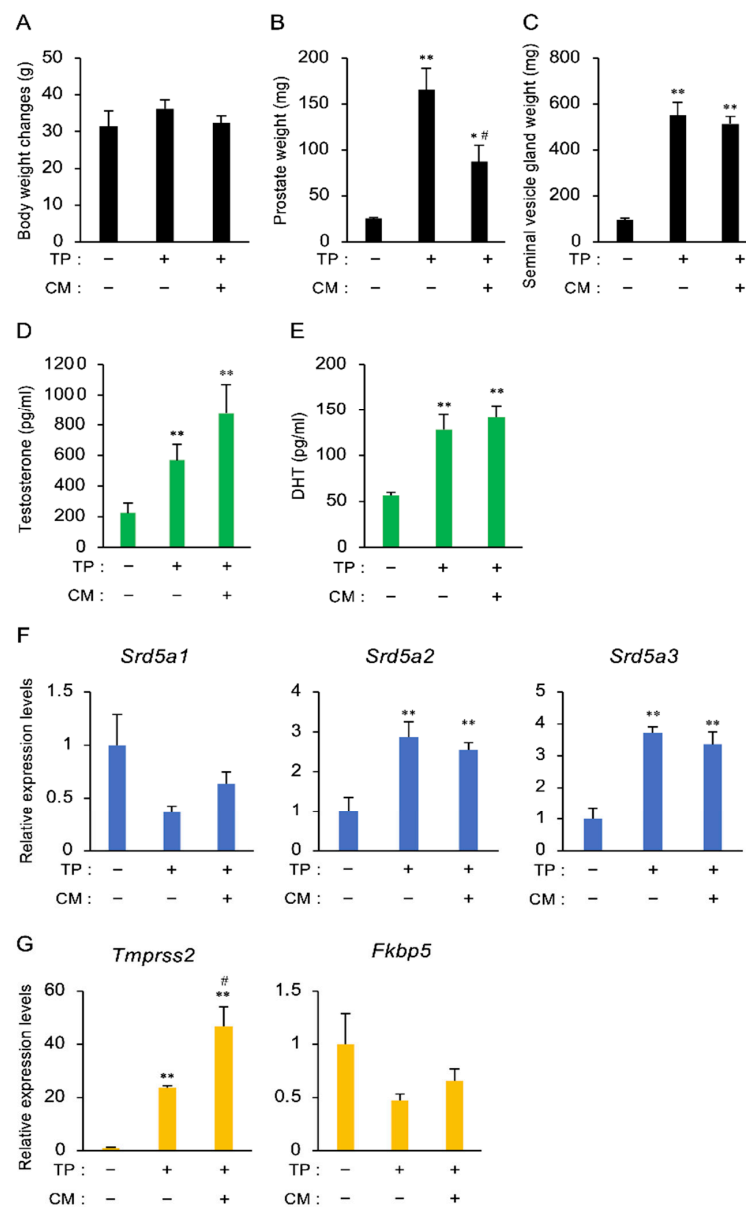 A
Body weight changes (g)
50
40
30
20
10
0
TP : – + +
CM : – – +
B
Prostate weight (mg)
200
150
100
50
0
**
* #
TP : – + +
CM : – – +
C
Seminal vesicle gland weight (mg)
800
600
400
200
0
** **
TP : – + +
CM : – – +
D
Testosterone (pg/ml)
1200
1000
800
600
400
200
0
**
**
TP : – + +
CM : – – +
E
DHT (pg/ml)
200
150
100
50
0
** **
TP : – + +
CM : – – +
F
Relative expression levels
Srd5a1
1.5
1
0.5
0
TP : – + +
CM : – – +
Srd5a2
4
3
2
1
0
** **
– + +
– – +
Srd5a3
5
4
3
2
1
0
** **
– + +
– – +
G
Relative expression levels
Tmprss2
60
40
20
0
#
**
**
TP : – + +
CM : – – +
Fkbp5
1.5
1
0.5
0
TP : – + +
CM : – – +